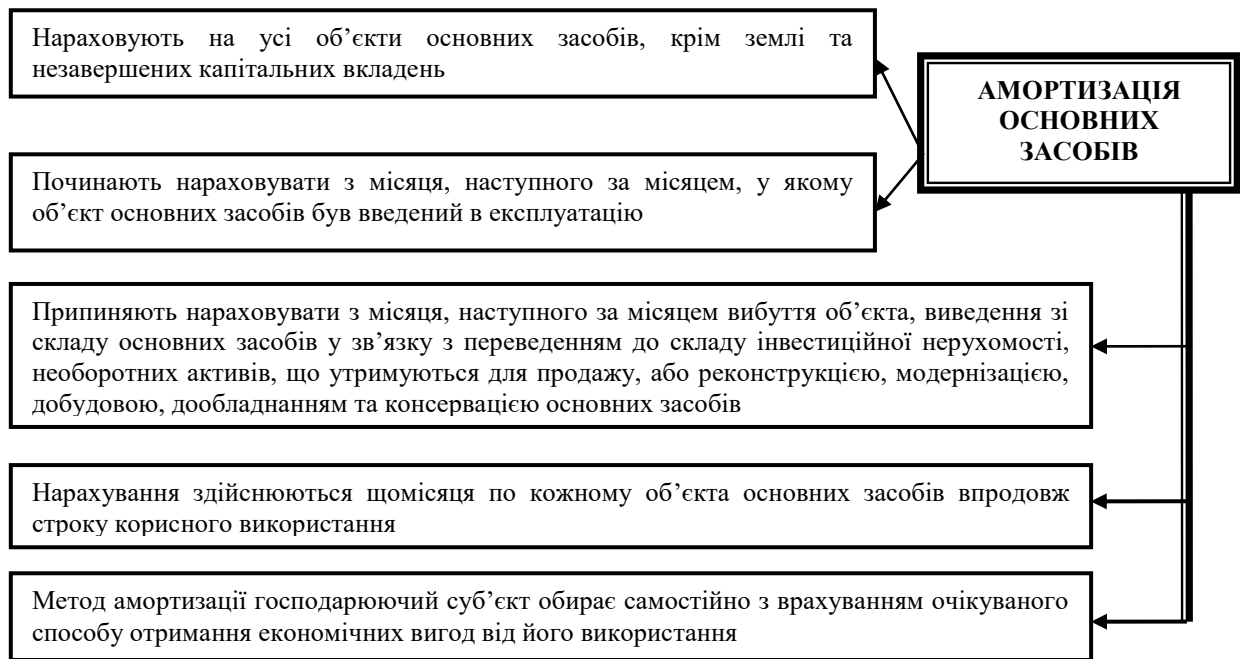 Нараховують на усі об’єкти основних засобів, крім землі та
незавершених капітальних вкладень
АМОРТИЗАЦІЯ
ОСНОВНИХ
ЗАСОБІВ
Починають нараховувати з місяця, наступного за місяцем, у якому
об’єкт основних засобів був введений в експлуатацію
Припиняють нараховувати з місяця, наступного за місяцем вибуття об’єкта, виведення зі
складу основних засобів у зв’язку з переведенням до складу інвестиційної нерухомості,
необоротних активів, що утримуються для продажу, або реконструкцією, модернізацією,
добудовою, дообладнанням та консервацією основних засобів
Нарахування здійснюються щомісяця по кожному об’єкта основних засобів впродовж
строку корисного використання
Метод амортизації господарюючий суб’єкт обирає самостійно з врахуванням очікуваного
способу отримання економічних вигод від його використання